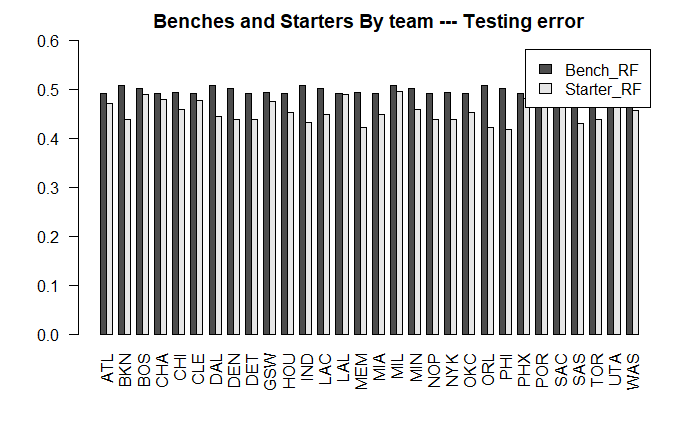 Benches and Starters By team --- Testing error
0.6
0.5
0.4
0.3
0.2
0.1
0.0
Bench_RF
Starter_RF
ATL
BKN
BOS
CHA
CHI
CLE
DAL
DEN
DET
GSW
HOU
IND
LAC
LAL
MEM
MIA
MIL
MIN
NOP
NYK
OKC
ORL
PHI
PHX
POR
SAC
SAS
TOR
UTA
WAS